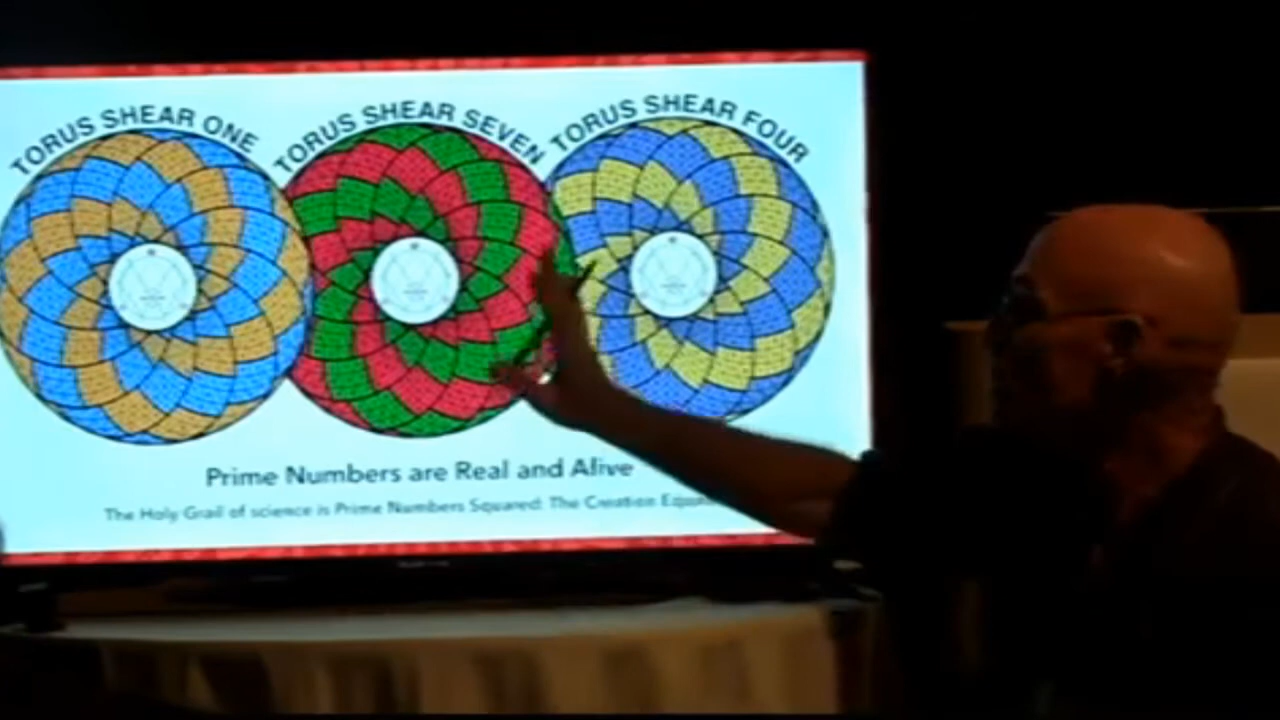 TORUS SHEAR ONE
TORUS SHEAR SEVEN
TORUS SHEAR FOUR
Prime Numbers are Real and Alive
The Holy Grail of science is Prime Numbers Squared: The Creation